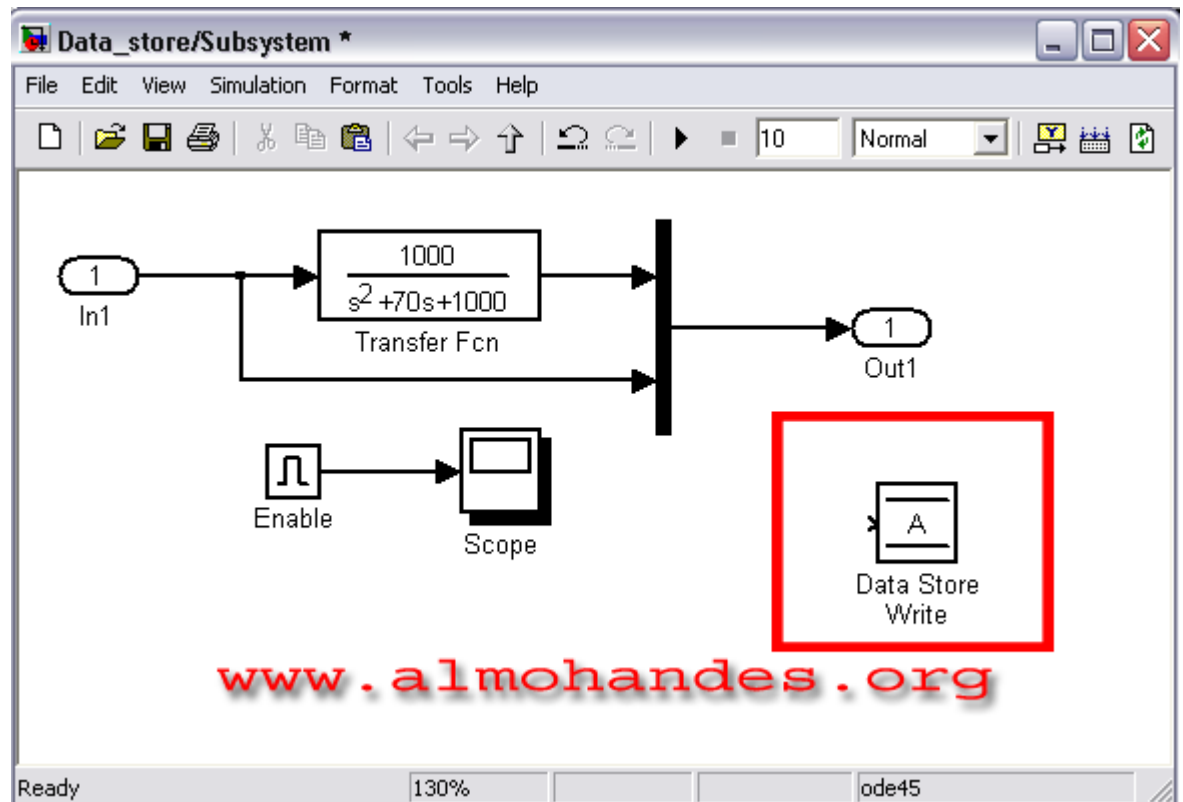 Data_store/Subsystem *
File Edit View Simulation Format Tools Help
10 Normal
1
In1
1000
s2+70s+1000
Transfer Fcn
1
Out1
Enable
Scope
A
Data Store
Write
www.almohandes.org
Ready 130% ode45